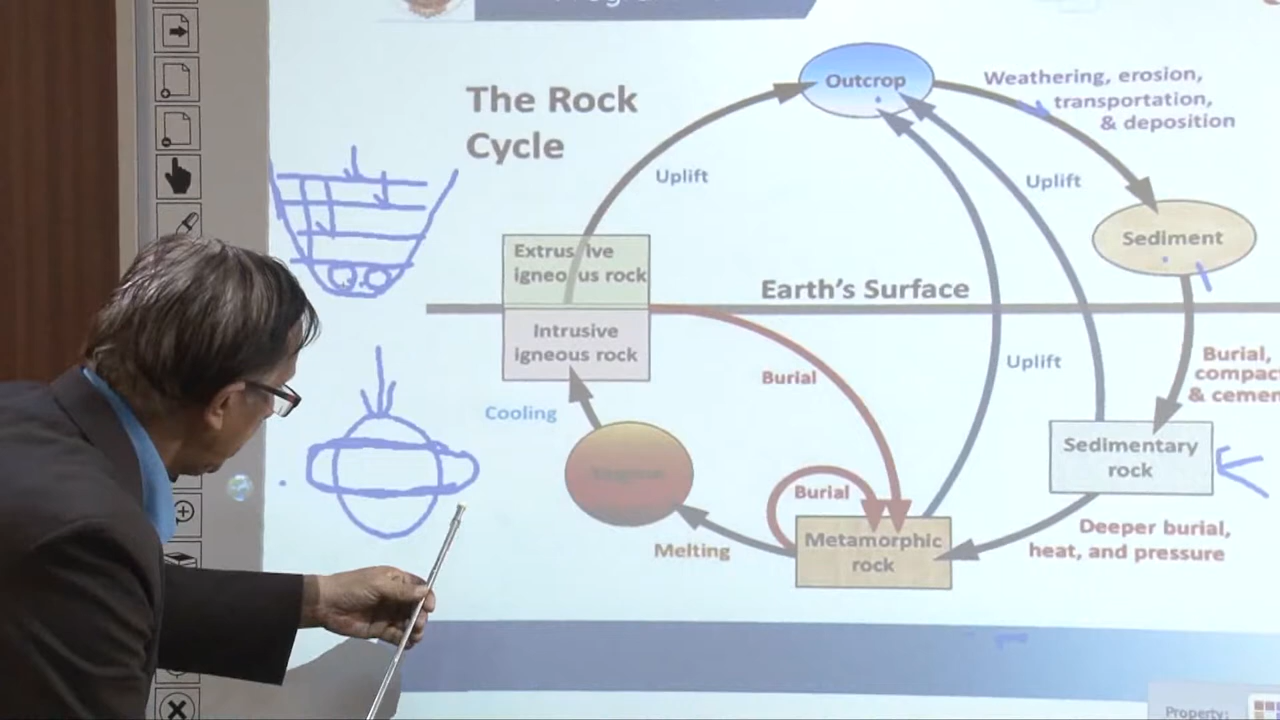 The Rock
Cycle
Outcrop
Weathering, erosion,
transportation,
& deposition
Uplift
Uplift
Sediment
Extrusive
igneous rock
Earth's Surface
Intrusive
igneous rock
Burial
Uplift
Burial,
& cemen
Cooling
Sedimentary
rock
Burial
Metamorphic
rock
Deeper burial,
heat, and pressure
Melting
Property: